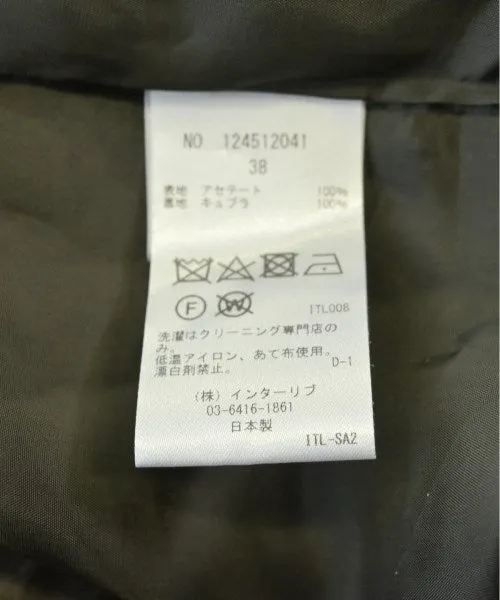 NO 124512041
38
表地 アセテート 100%
裏地 キュプラ 100%
F W
ITL008
洗濯はクリーニング専門店の
み。
低温アイロン、あて布使用。
漂白剤禁止。 D-1
(株) インターリブ
03-6416-1861
日本製
ITL-SA2